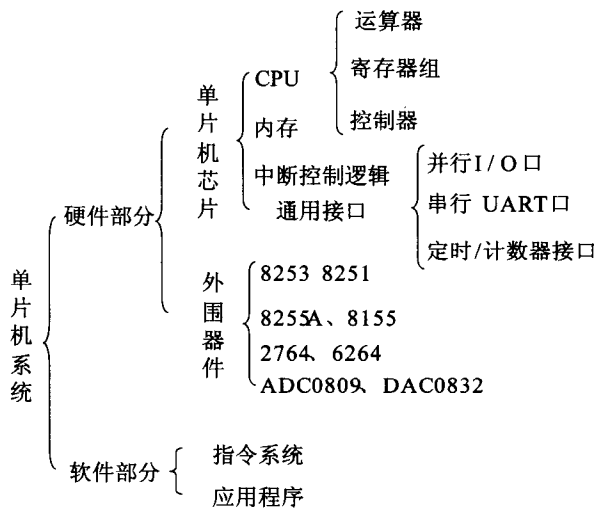 单片机系统
硬件部分
单片机芯片
CPU
运算器
寄存器组
控制器
内存
中断控制逻辑
通用接口
并行I/O口
串行 UART口
定时/计数器接口
外围器件
8253 8251
8255A、8155
2764、6264
ADC0809、DAC0832
软件部分
指令系统
应用程序